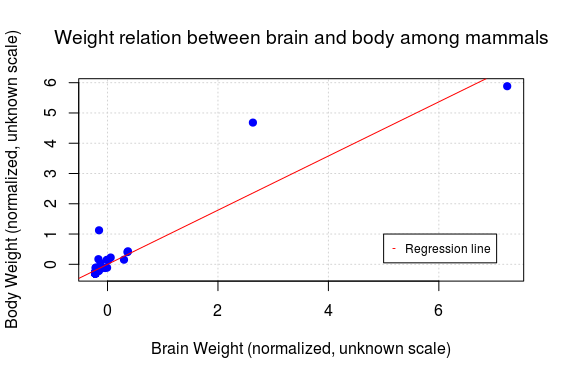 Weight relation between brain and body among mammals
Body Weight (normalized, unknown scale)
6
5
4
3
2
1
0
Regression line
0 2 4 6
Brain Weight (normalized, unknown scale)